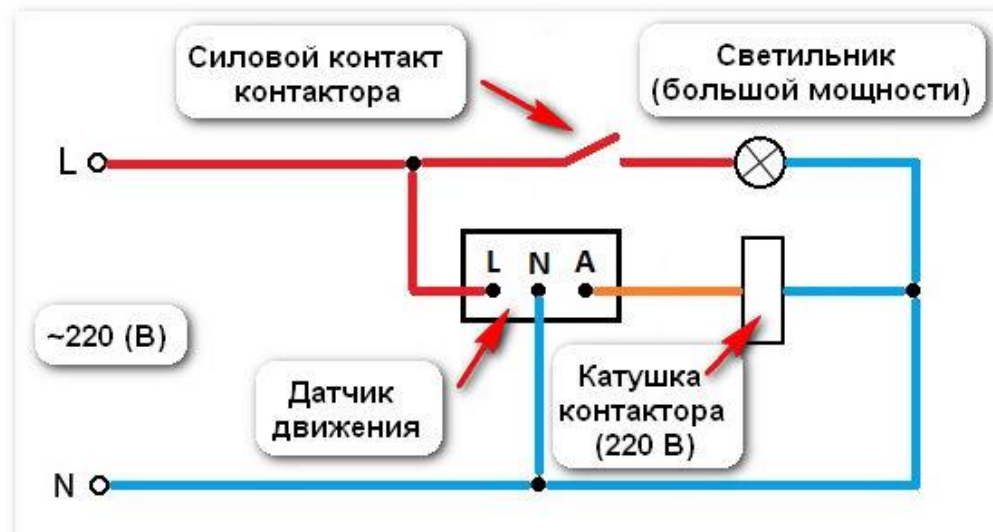 Силовой контакт
контактора
Светильник
(большой мощности)
L
L N A
~220 (В)
Датчик
движения
Катушка
контактора
(220 В)
N